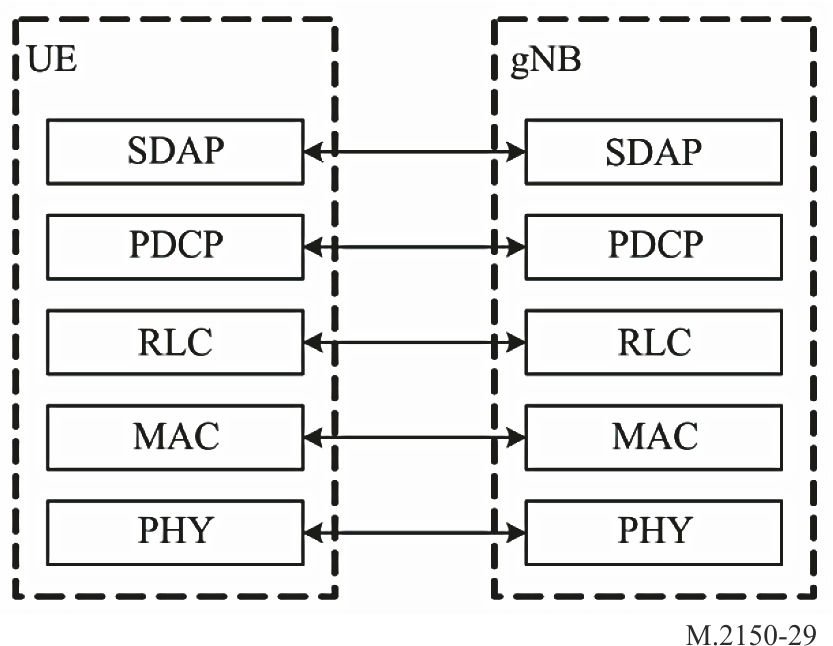 UE gNB
SDAP SDAP
PDCP PDCP
RLC RLC
MAC MAC
PHY PHY
M.2150-29